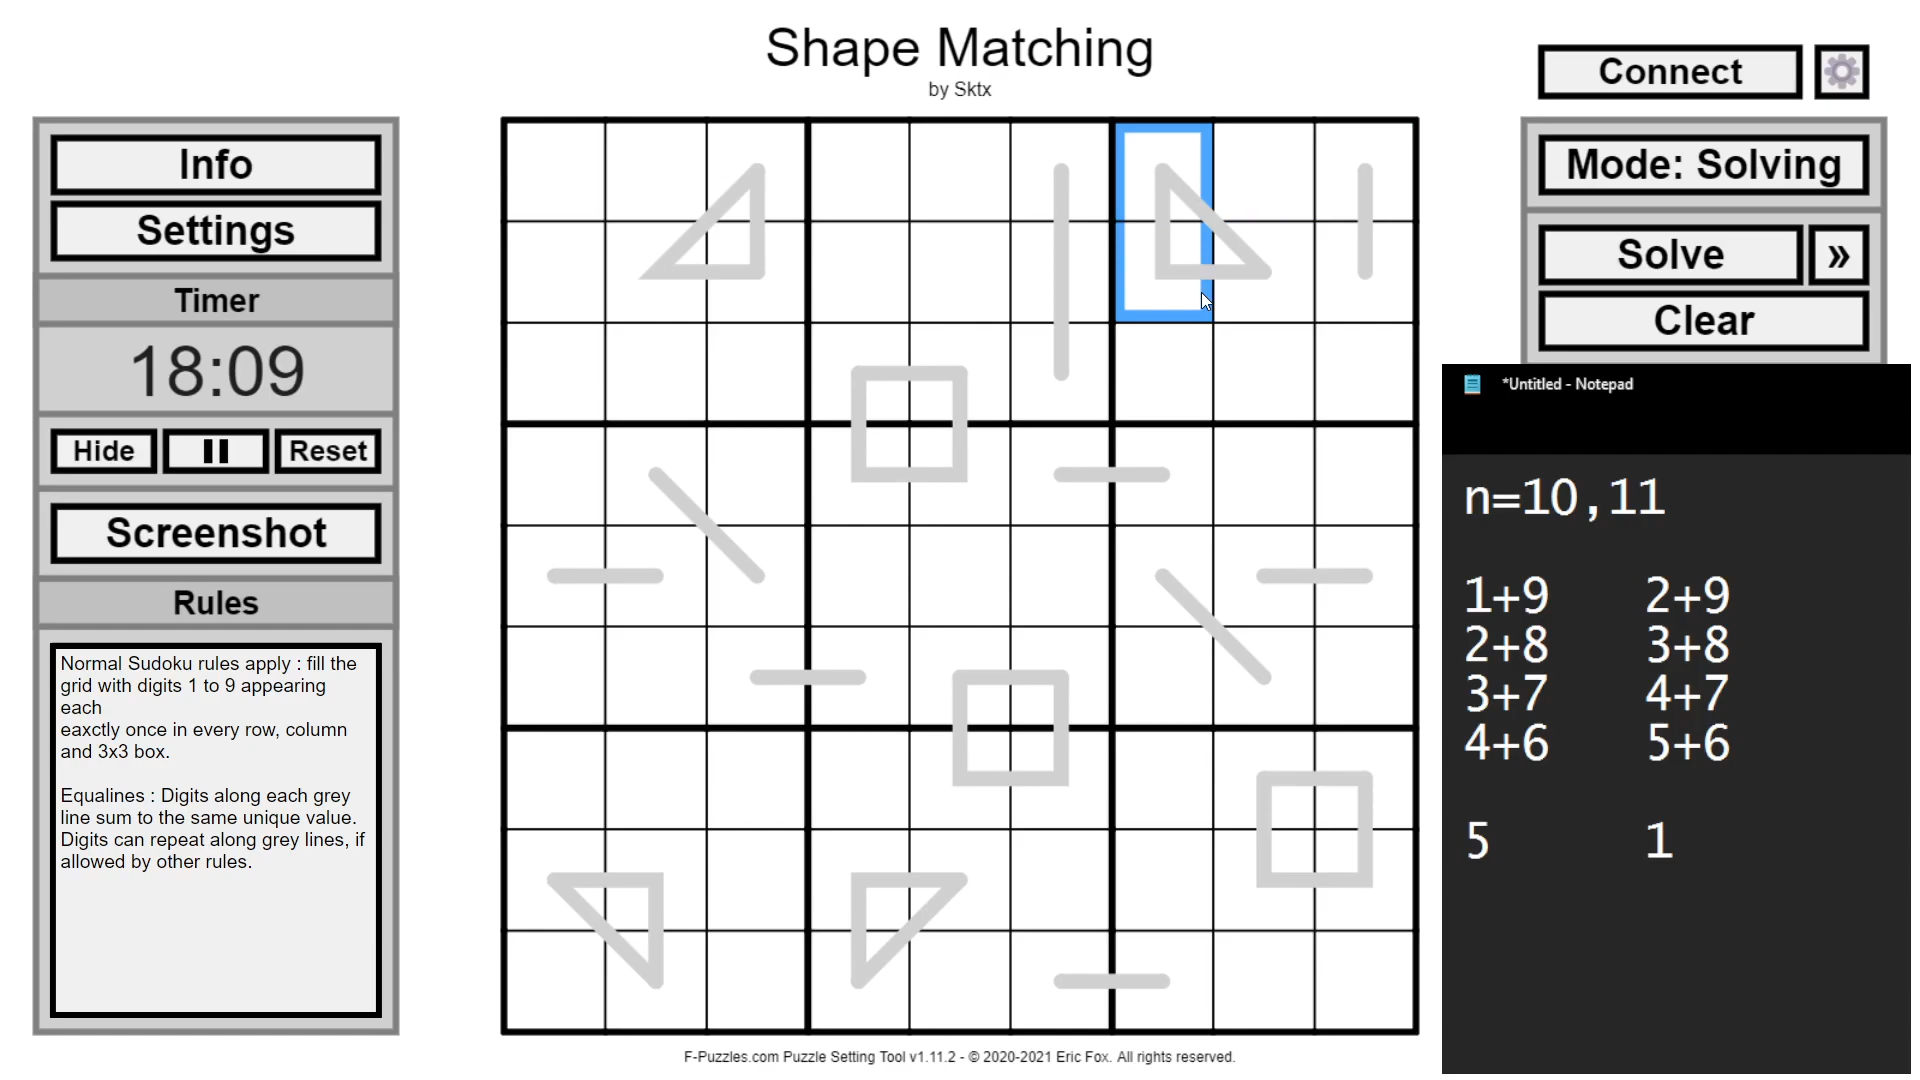 Shape Matching
by Sktx
Connect
Info
Settings
Timer
18:09
Hide
Reset
Screenshot
Rules
Normal Sudoku rules apply : fill the
grid with digits 1 to 9 appearing
each
eaxctly once in every row, column
and 3x3 box.
Equalines : Digits along each grey
line sum to the same unique value.
Digits can repeat along grey lines, if
allowed by other rules.
Mode: Solving
Solve
»
Clear
*Untitled - Notepad
n=10,11
1+9 2+9
2+8 3+8
3+7 4+7
4+6 5+6
5 1
F-Puzzles.com Puzzle Setting Tool v1.11.2 - © 2020-2021 Eric Fox. All rights reserved.